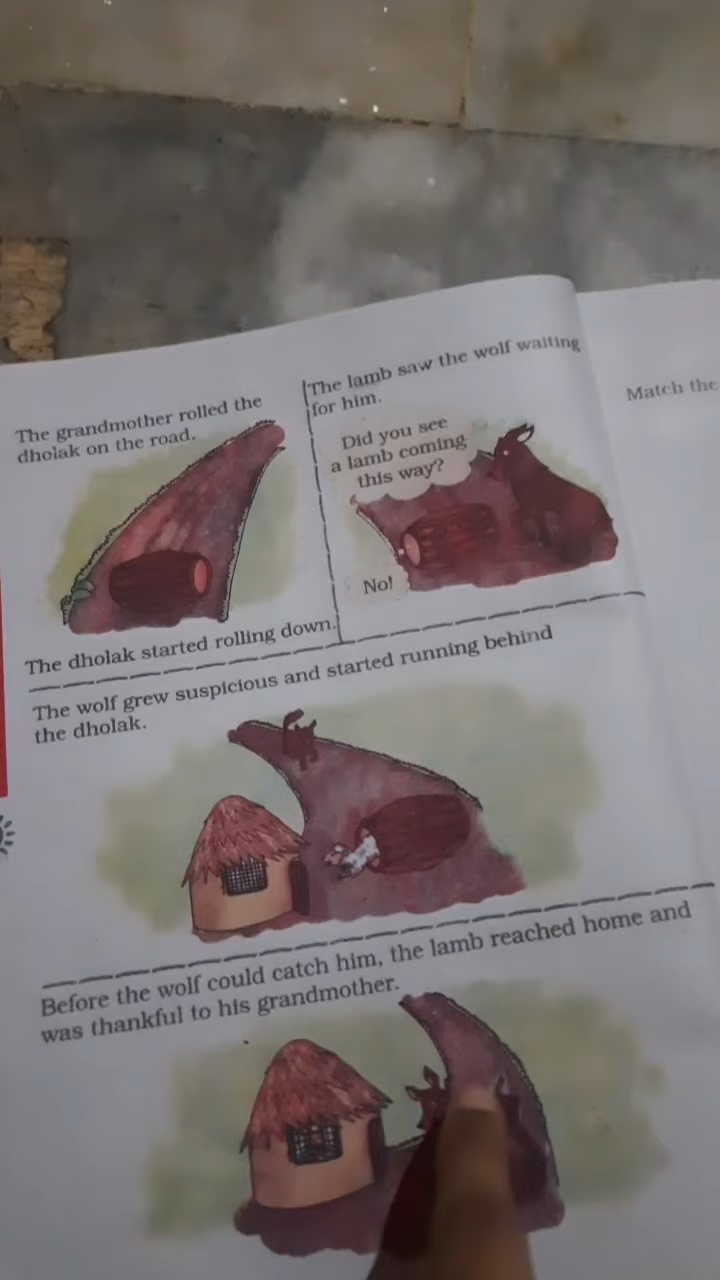 The grandmother rolled the
dholak on the road.
The dholak started rolling down.
The lamb saw the wolf waiting
for him.
Did you see
a lamb coming
this way?
No!
The wolf grew suspicious and started running behind
the dholak.
Before the wolf could catch him, the lamb reached home and
was thankful to his grandmother.
Match the